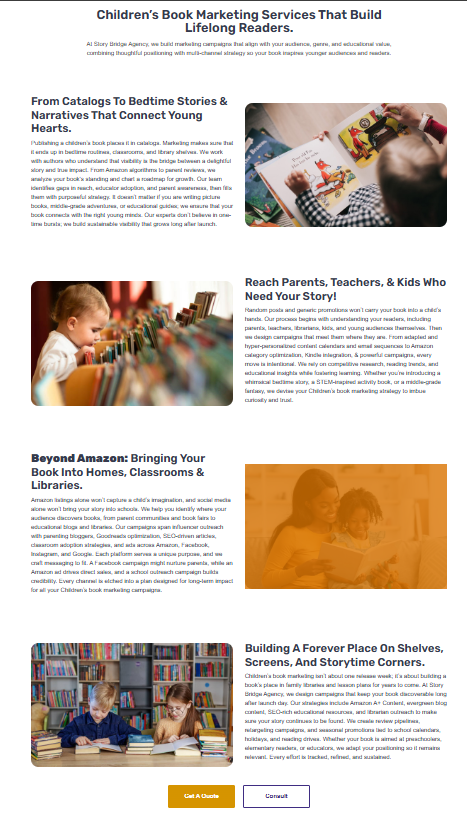 Children's Book Marketing Services That Build
Lifelong Readers.
At Story Bridge Agency, we build marketing campaigns that align with your audience, genre, and educational value,
combining thoughtful positioning with multi-channel strategy so your book inspires younger audiences and readers.
From Catalogs To Bedtime Stories &
Narratives That Connect Young
Hearts.
Publishing a children's book places it in catalogs. Marketing makes sure that
it ends up in bedtime routines, classrooms, and library shelves. We work
with authors who understand that visibility is the bridge between a delightful
story and true impact. From Amazon algorithms to parent reviews, we
analyze your book's standing and chart a roadmap for growth. Our team
identifies gaps in reach, educator adoption, and parent awareness, then fills
them with purposeful strategy. It doesn't matter if you are writing picture
books, middle-grade adventures, or educational guides, we ensure that your
book connects with the right young minds. Our experts don't believe in one-
time bursts; we build sustainable visibility that grows long after launch.
Reach Parents, Teachers, & Kids Who
Need Your Story!
Random posts and generic promotions won't carry your book into a child's
hands. Our process begins with understanding your readers, including
parents, teachers, librarians, kids, and young audiences themselves. Then
we design campaigns that meet them where they are. From adapted and
hyper-personalized content calendars and email sequences to Amazon
category optimization, Kindle integration, & powerful campaigns, every
move is intentional. We rely on competitive research, reading trends, and
educational insights while fostering learning. Whether you're introducing a
whimsical bedtime story, a STEM-inspired activity book, or a middle-grade
fantasy, we devise your Children's book marketing strategy to imbue
curiosity and trust.
Beyond Amazon: Bringing Your
Book Into Homes, Classrooms &
Libraries.
Amazon listings alone won't capture a child's imagination, and social media
alone won't bring your story into schools. We help you identify where your
audience discovers books, from parent communities and book fairs to
educational blogs and libraries. Our campaigns span influencer outreach
with parenting bloggers, Goodreads optimization, SEO-driven articles,
classroom adoption strategies, and ads across Amazon, Facebook,
Instagram, and Google. Each platform serves a unique purpose, and we
craft messaging to fit. A Facebook campaign might nurture parents, while an
Amazon ad drives direct sales, and a school outreach campaign builds
credibility. Every channel is etched into a plan designed for long-term impact
for all your Children's book marketing campaigns.
Building A Forever Place On Shelves,
Screens, And Storytime Corners.
Children's book marketing isn't about one release week; it's about building a
book's place in family libraries and lesson plans for years to come. At Story
Bridge Agency, we design campaigns that keep your book discoverable long
after launch day. Our strategies include Amazon A+ Content, evergreen blog
content, SEO-rich educational resources, and librarian outreach to make
sure your story continues to be found. We create review pipelines,
retargeting campaigns, and seasonal promotions tied to school calendars,
holidays, and reading drives. Whether your book is aimed at preschoolers,
elementary readers, or educators, we adapt your positioning so it remains
relevant. Every effort is tracked, refined, and sustained.
Get A Quote
Consult